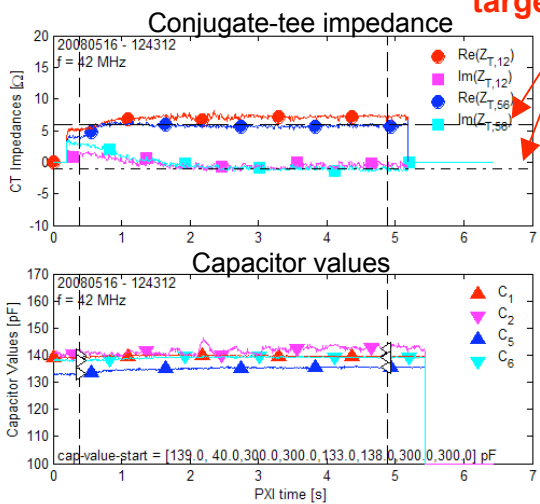 Conjugate-tee impedance
targe
20
15
10
5
0
-5
-10
CT Impedances [Ω]
20080516 - 124312
f = 42 MHz
Re(Z_T,12)
Im(Z_T,12)
Re(Z_T,56)
Im(Z_T,56)
0 1 2 3 4 5 6 7
Capacitor values
170
160
150
140
130
120
110
100
Capacitor Values [pF]
20080516 - 124312
f = 42 MHz
C_1
C_2
C_5
C_6
cap-value-start = [139.0, 40.0,300.0,300.0,133.0,138.0,300.0,300,0] pF
0 1 2 3 4 5 6 7
PXI time [s]